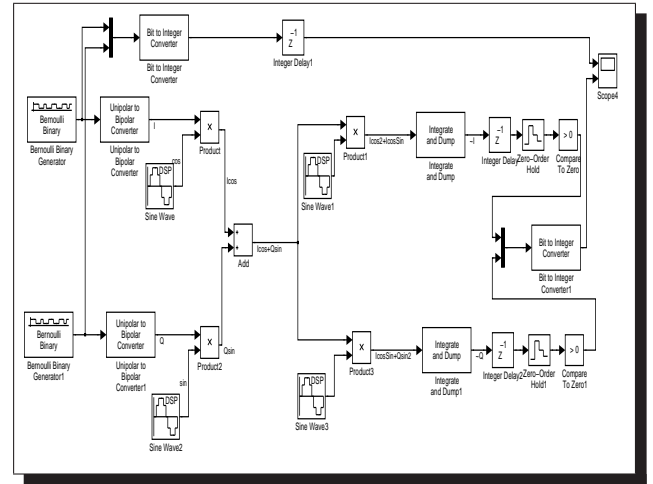 Bit to Integer
Converter
Bit to Integer
Converter
−1
Z
Integer Delay1
Scope4
Bernoulli
Binary
Bernoulli Binary
Generator
Unipolar to
Bipolar
Converter
Unipolar to
Bipolar
Converter
I
X
Product
cos
DSP
Sine Wave
Icos
X
Product1
Icos2+IcosSin
DSP
Sine Wave1
Integrate
and Dump
Integrate
and Dump
−I
−1
Z
Integer Delay
Zero−Order
Hold
> 0
Compare
To Zero
+
+
Add
Icos+Qsin
Bit to Integer
Converter
Bit to Integer
Converter1
Bernoulli
Binary
Bernoulli Binary
Generator1
Unipolar to
Bipolar
Converter
Unipolar to
Bipolar
Converter1
Q
X
Product2
Qsin
sin
DSP
Sine Wave2
X
Product3
IcosSin+Qsin2
DSP
Sine Wave3
Integrate
and Dump
Integrate
and Dump1
−Q
−1
Z
Integer Delay2
Zero−Order
Hold1
> 0
Compare
To Zero1